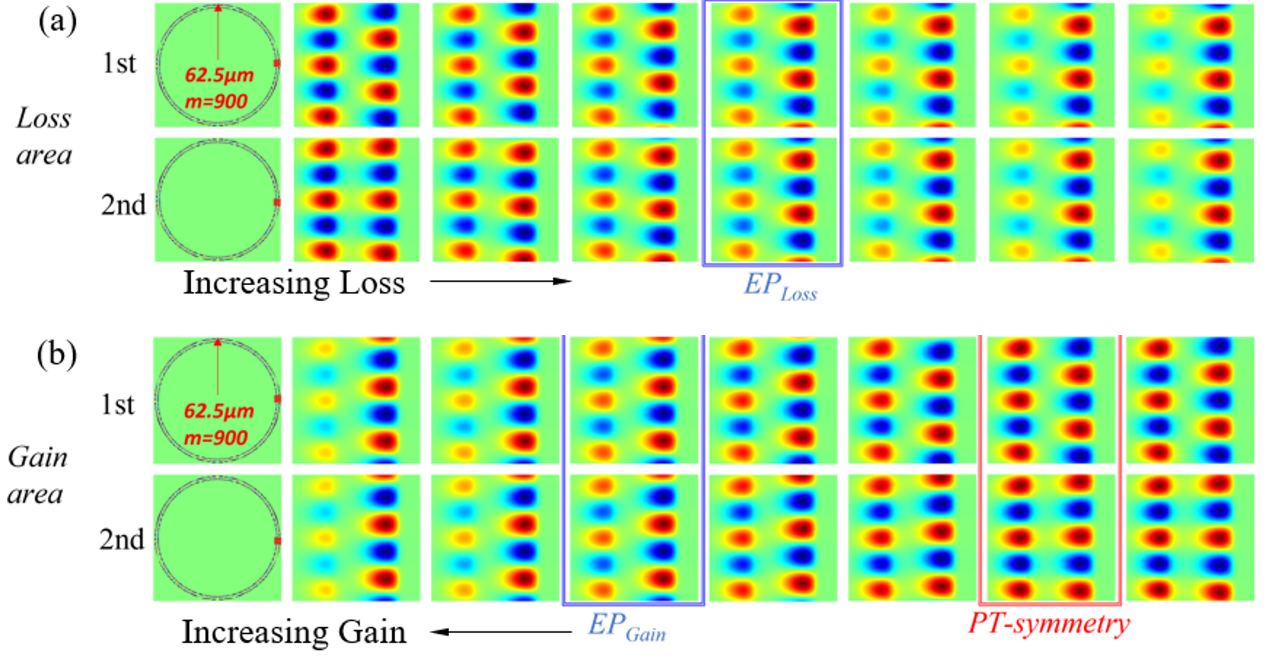 (a)
1st
62.5μm
m=900
Loss
area
2nd
Increasing Loss
EPLoss
(b)
1st
62.5μm
m=900
Gain
area
2nd
Increasing Gain
EPGain
PT-symmetry